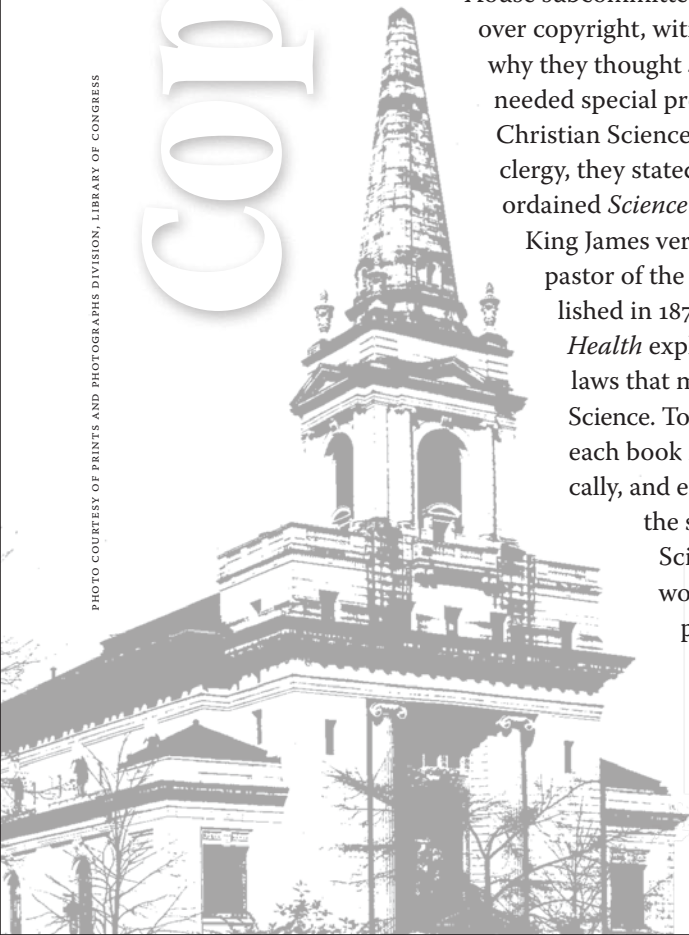 Cop
PHOTO COURTESY OF PRINTS AND PHOTOGRAPHS DIVISION, LIBRARY OF CONGRESS
over copyright, wit
why they thought
needed special pr
Christian Science
clergy, they stated
ordained Science
King James ver
pastor of the
lished in 187
Health exp
laws that m
Science. To
each book
cally, and e
the s
Sci
wo
p